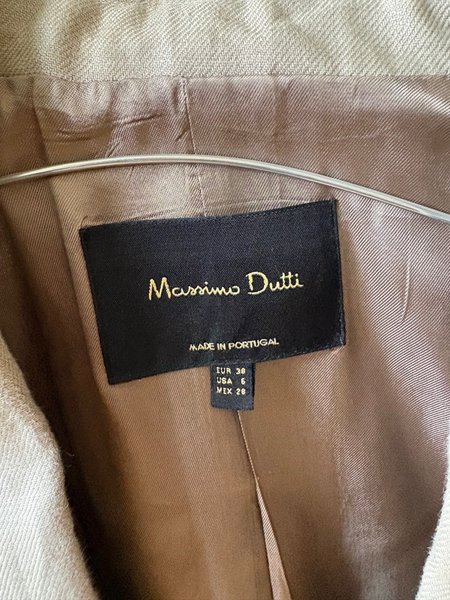 Massimo Dutti
MADE IN PORTUGAL
EUR 38
USA 6
MEX 28